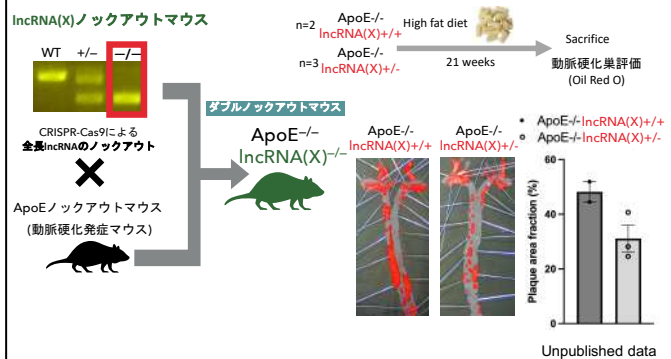 lncRNA(X)ノックアウトマウス
WT +/− −/−
CRISPR-Cas9による
全長lncRNAのノックアウト
ApoEノックアウトマウス
(動脈硬化発症マウス)
ダブルノックアウトマウス
ApoE−/−
lncRNA(X)−/−
n=2 ApoE-/-
lncRNA(X)+/+
n=3 ApoE-/-
lncRNA(X)+/-
High fat diet
21 weeks
Sacrifice
動脈硬化巣評価
(Oil Red O)
ApoE-/-
lncRNA(X)+/+
ApoE-/-
lncRNA(X)+/-
ApoE-/-lncRNA(X)+/+
ApoE-/-lncRNA(X)+/-
Plaque area fraction (%)
60
40
20
0
Unpublished data